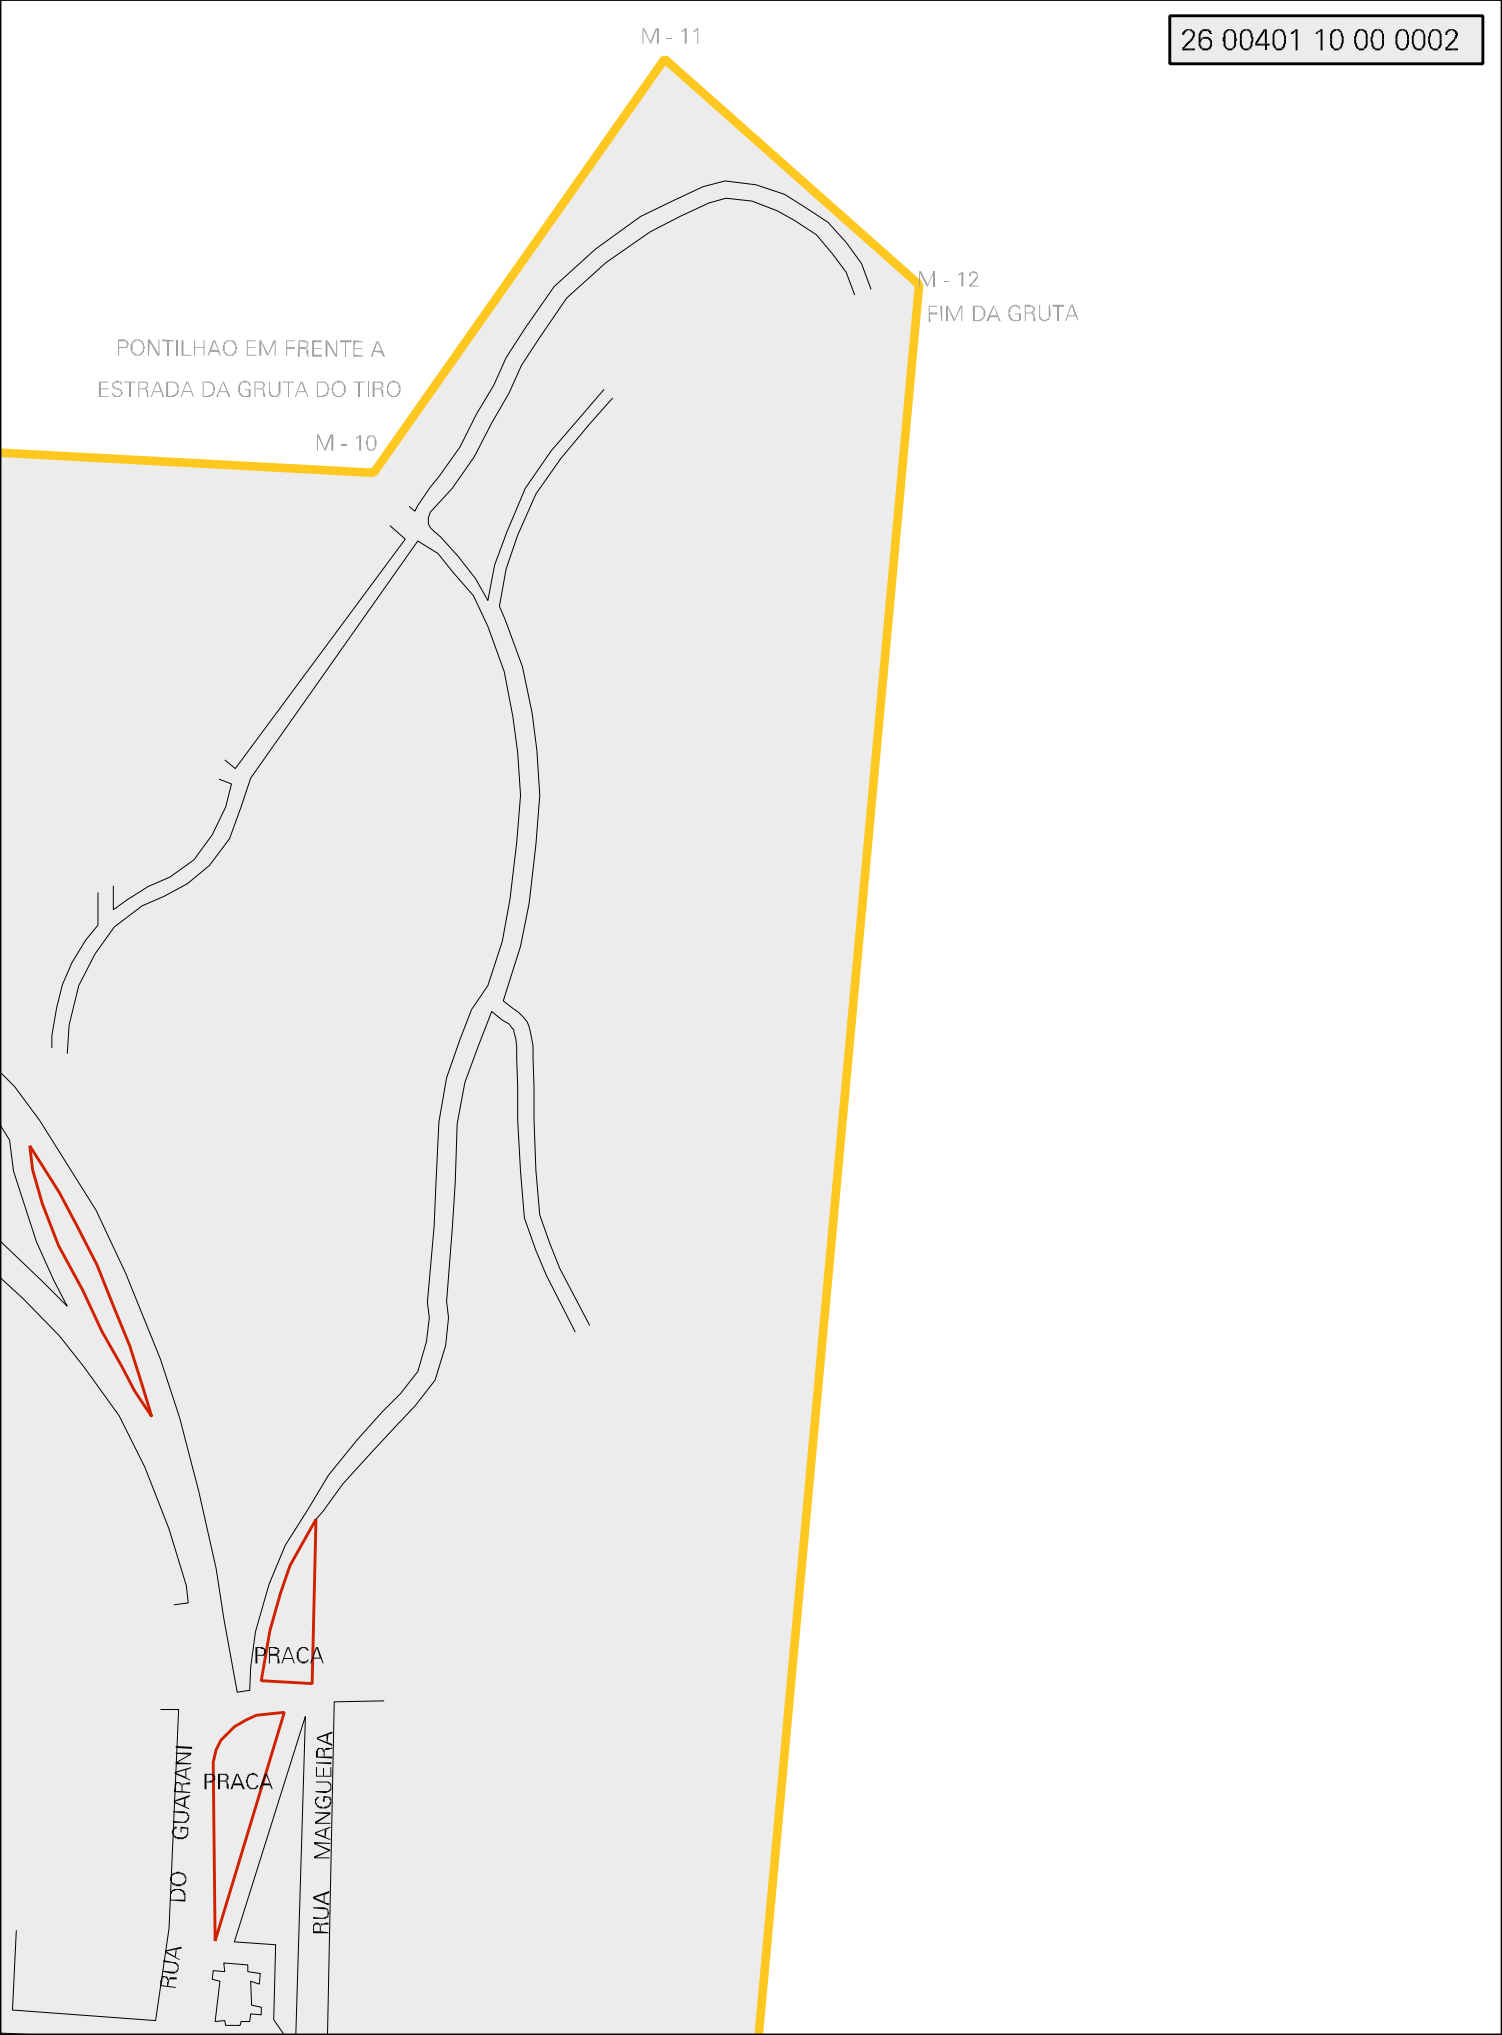 M - 11
26 00401 10 00 0002
M - 12
FIM DA GRUTA
PONTILHAO EM FRENTE A
ESTRADA DA GRUTA DO TIRO
M - 10
PRACA
PRACA
RUA DO GUARANI
RUA MANGUEIRA